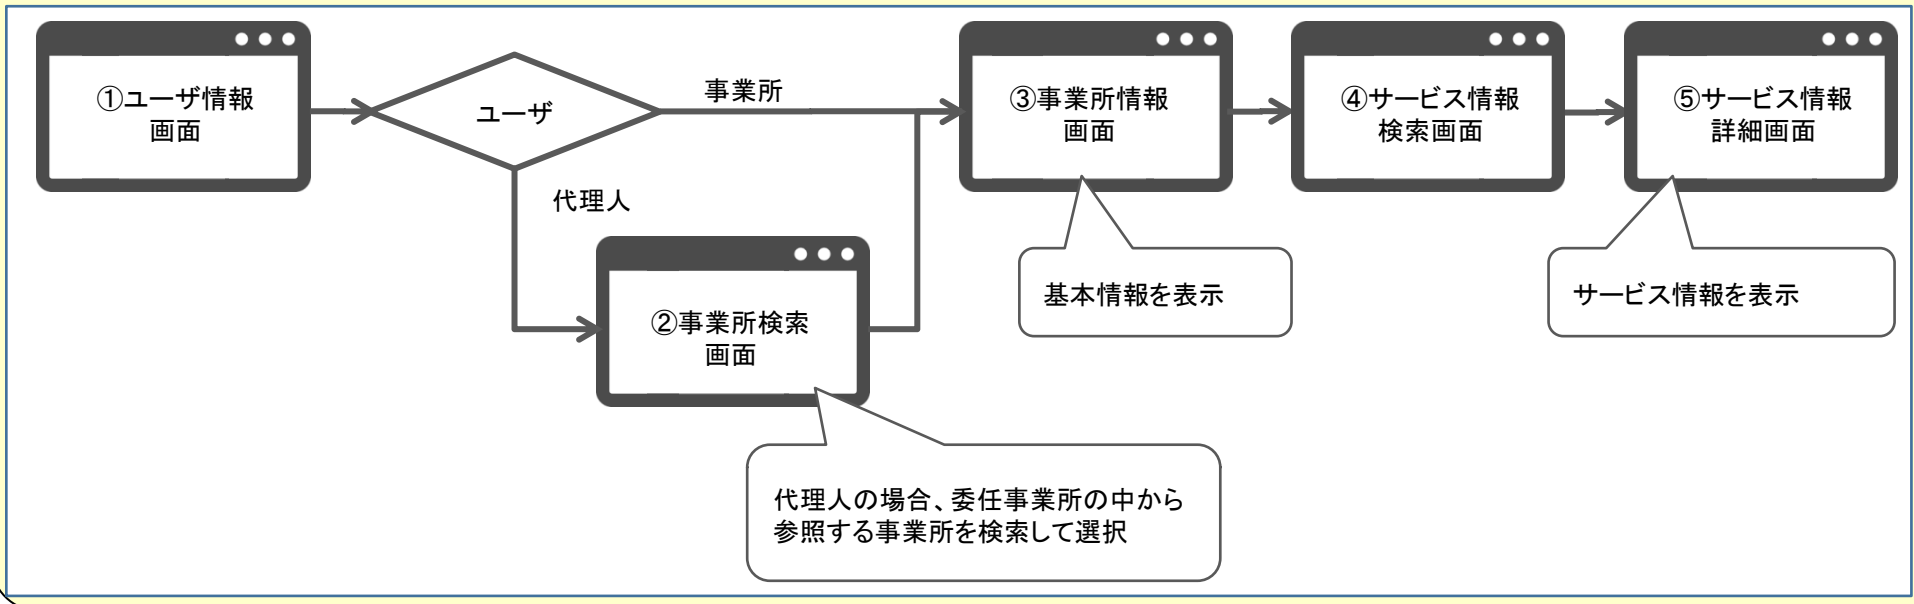 ①ユーザ情報
画面
ユーザ
事業所
代理人
②事業所検索
画面
代理人の場合、委任事業所の中から
参照する事業所を検索して選択
③事業所情報
画面
基本情報を表示
④サービス情報
検索画面
⑤サービス情報
詳細画面
サービス情報を表示